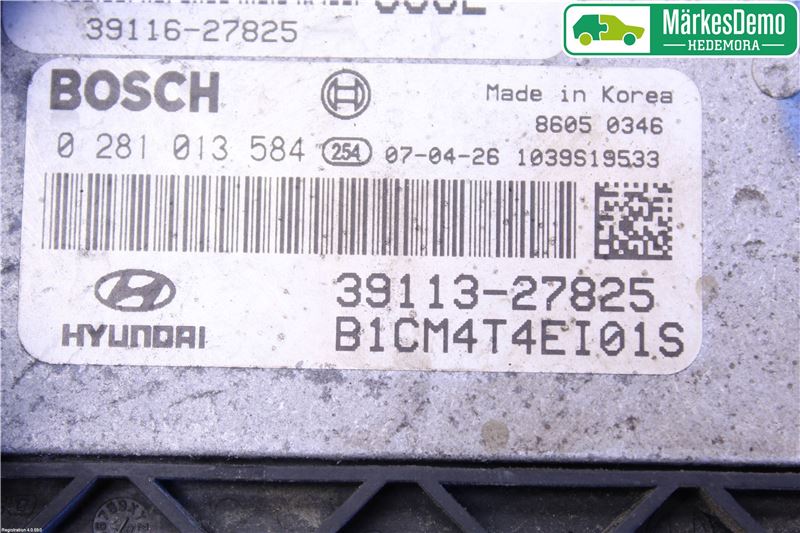 MärkesDemo
HEDEMORA
39116-27825
BOSCH
Made in Korea
8605 0346
0 281 013 584 254 07-04-26 1039S19533
HYUNDAI
39113-27825
B1CM4T4EI01S